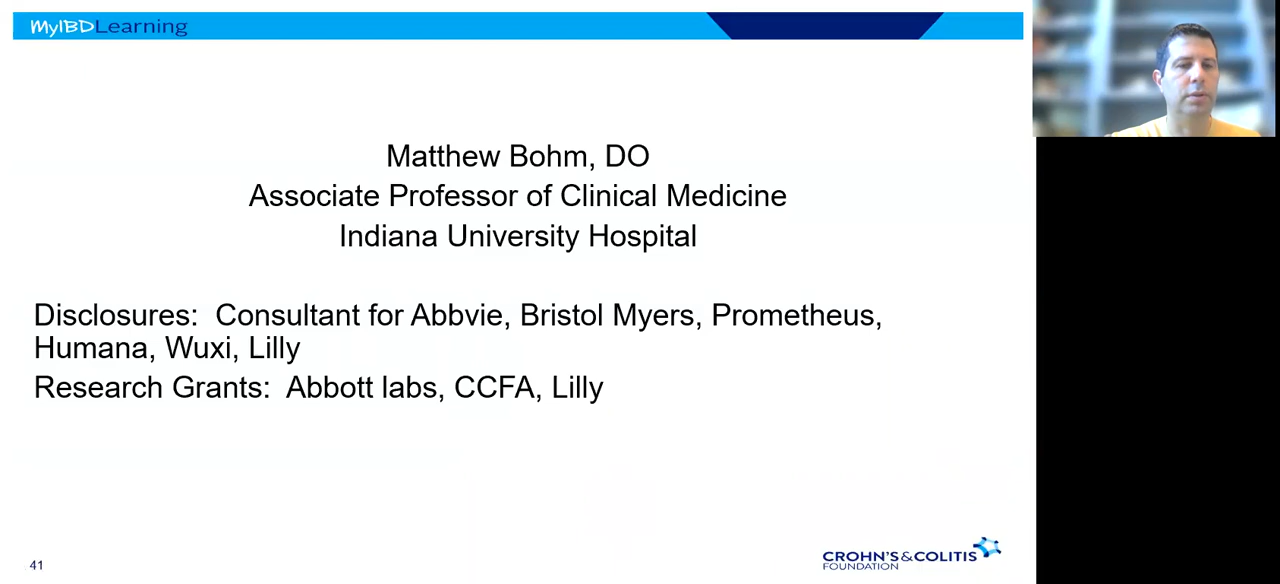 MyIBDLearning
Matthew Bohm, DO
Associate Professor of Clinical Medicine
Indiana University Hospital
Disclosures: Consultant for Abbvie, Bristol Myers, Prometheus,
Humana, Wuxi, Lilly
Research Grants: Abbott labs, CCFA, Lilly
41
CROHN'S & COLITIS
FOUNDATION